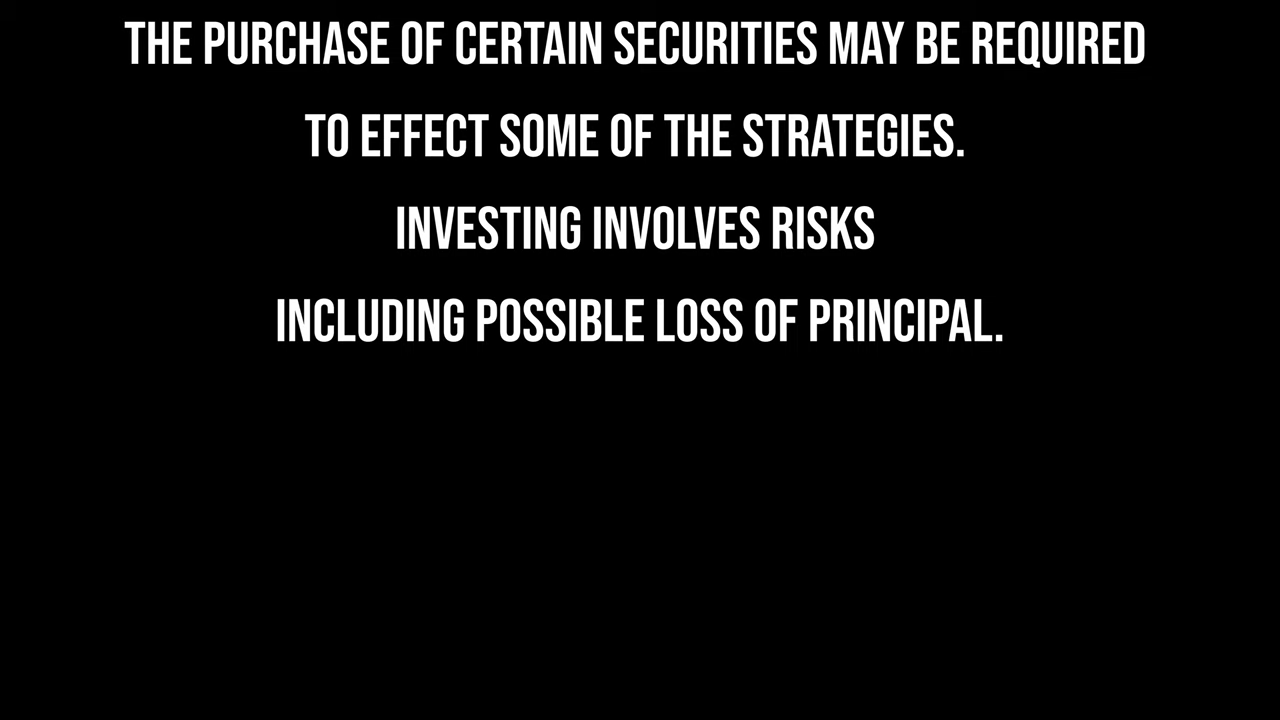 THE PURCHASE OF CERTAIN SECURITIES MAY BE REQUIRED
TO EFFECT SOME OF THE STRATEGIES.
INVESTING INVOLVES RISKS
INCLUDING POSSIBLE LOSS OF PRINCIPAL.